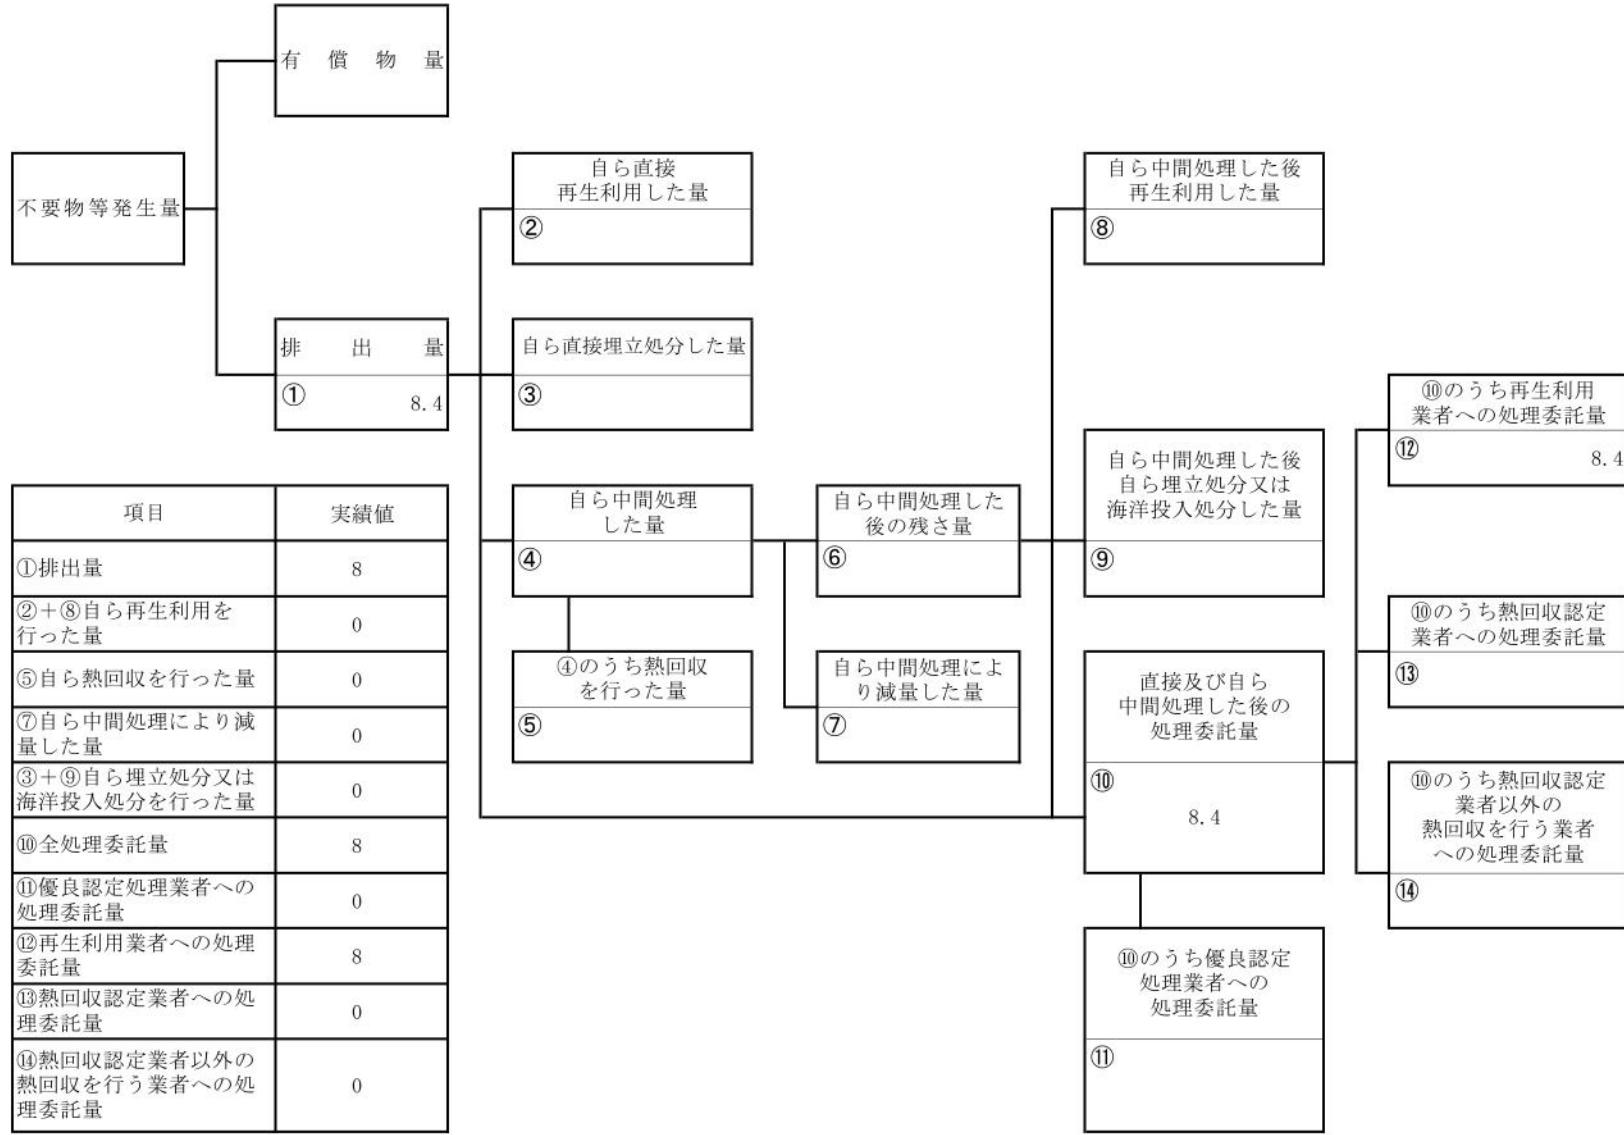 有償物量
不要物等発生量
排出量
①
8.4
自ら直接
再生利用した量
②
自ら直接埋立処分した量
③
自ら中間処理
した量
④
④のうち熱回収
を行った量
⑤
自ら中間処理した
後の残さ量
⑥
自ら中間処理によ
り減量した量
⑦
自ら中間処理した後
再生利用した量
⑧
自ら中間処理した後
自ら埋立処分又は
海洋投入処分した量
⑨
直接及び自ら
中間処理した後の
処理委託量
⑩
8.4
⑩のうち優良認定
処理業者への
処理委託量
⑪
⑩のうち再生利用
業者への処理委託量
⑫
8.4
⑩のうち熱回収認定
業者への処理委託量
⑬
⑩のうち熱回収認定
業者以外の
熱回収を行う業者
への処理委託量
⑭
項目 実績値
①排出量 8
②+⑧自ら再生利用を
行った量 0
⑤自ら熱回収を行った量 0
⑦自ら中間処理により減
量した量 0
③+⑨自ら埋立処分又は
海洋投入処分を行った量 0
⑩全処理委託量 8
⑪優良認定処理業者への
処理委託量 0
⑫再生利用業者への処理
委託量 8
⑬熱回収認定業者への処
理委託量 0
⑭熱回収認定業者以外の
熱回収を行う業者への処 0
理委託量